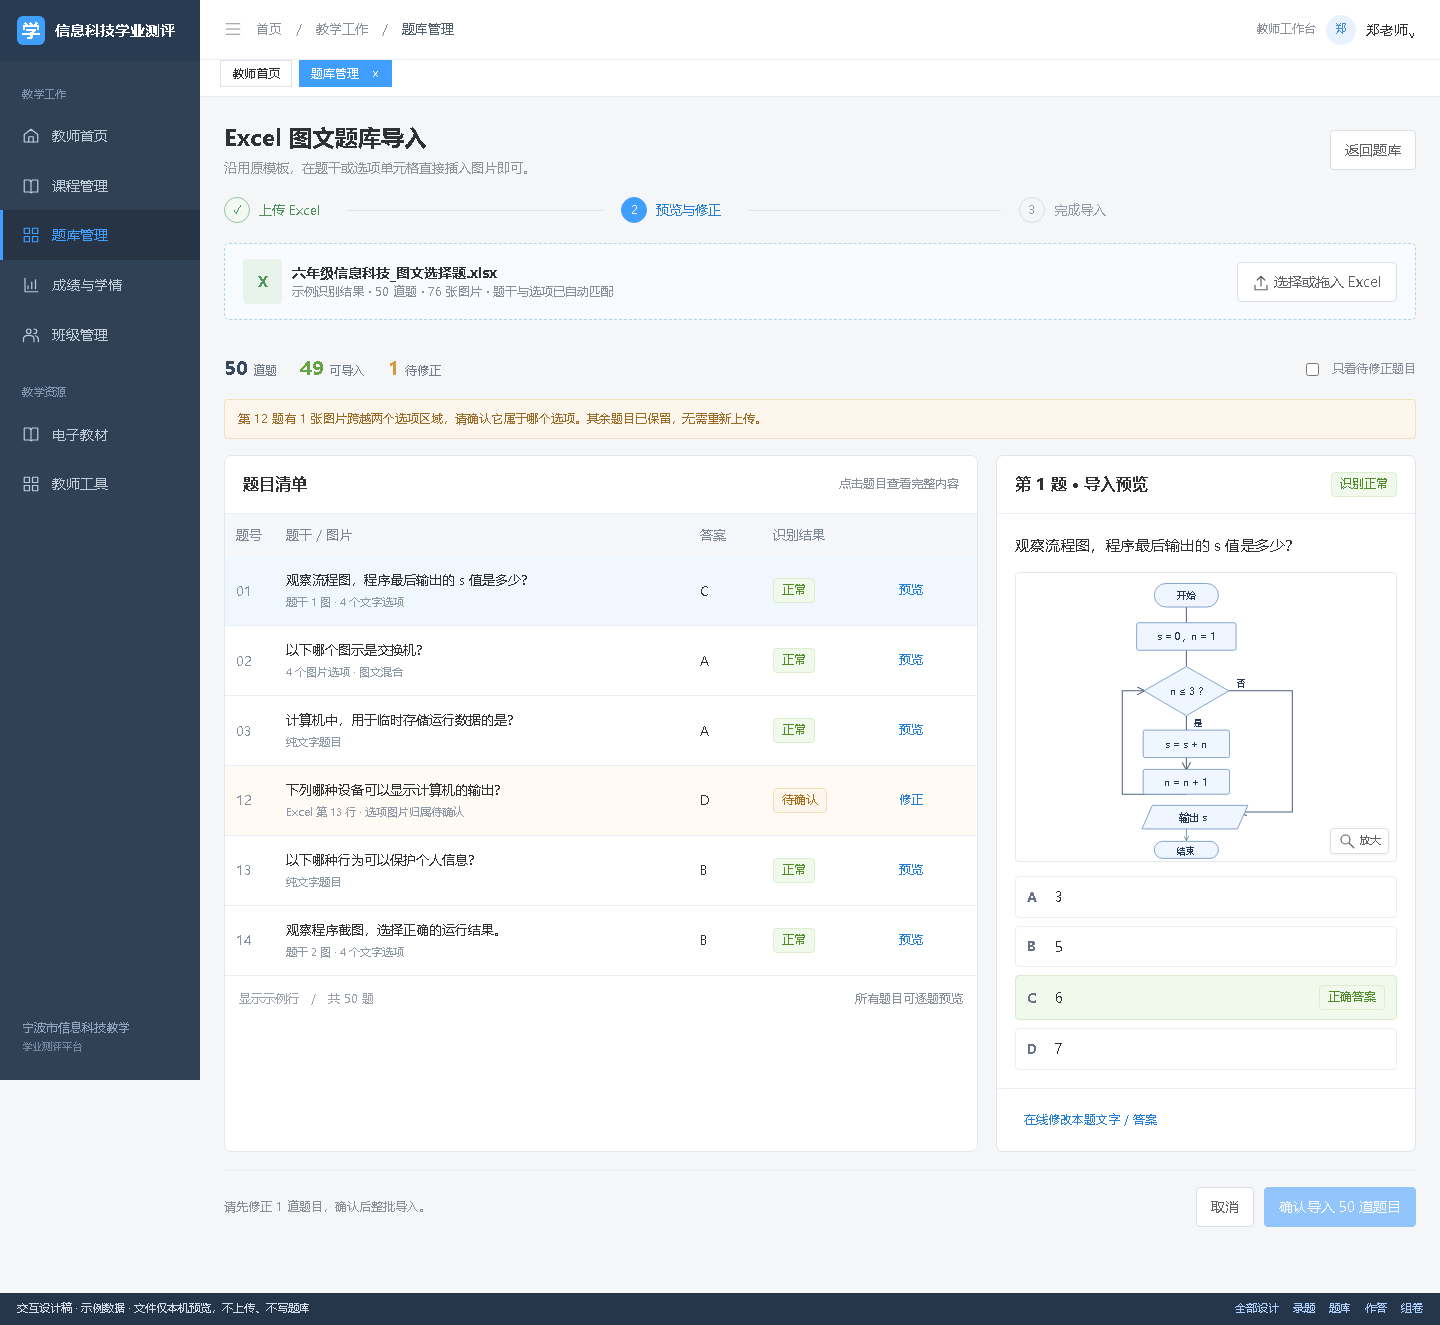 学 信息科技学业测评
首页 / 教学工作 / 题库管理
教师工作台 郑 郑老师
教师首页 题库管理 x
教学工作
教师首页
课程管理
题库管理
成绩与学情
班级管理
教学资源
电子教材
教师工具
宁波市信息科技教学
学业测评平台
Excel 图文题库导入
沿用原模板，在题干或选项单元格直接插入图片即可。
返回题库
✓ 上传 Excel
2 预览与修正
3 完成导入
X
六年级信息科技_图文选择题.xlsx
示例识别结果 · 50 道题 · 76 张图片 · 题干与选项已自动匹配
选择或拖入 Excel
50 道题 49 可导入 1 待修正
只看待修正题目
第 12 题有 1 张图片跨越两个选项区域，请确认它属于哪个选项。其余题目已保留，无需重新上传。
题目清单
点击题目查看完整内容
题号 题干 / 图片 答案 识别结果
01 观察流程图，程序最后输出的 s 值是多少? C 正常 预览
题干 1 图 · 4 个文字选项
02 以下哪个图示是交换机? A 正常 预览
4 个图片选项 · 图文混合
03 计算机中，用于临时存储运行数据的是? A 正常 预览
纯文字题目
12 下列哪种设备可以显示计算机的输出? D 待确认 修正
Excel 第 13 行 · 选项图片归属待确认
13 以下哪种行为可以保护个人信息? B 正常 预览
纯文字题目
14 观察程序截图，选择正确的运行结果。 B 正常 预览
题干 2 图 · 4 个文字选项
显示示例行 / 共 50 题
所有题目可逐题预览
第 1 题 • 导入预览
识别正常
观察流程图，程序最后输出的 s 值是多少?
开始
s = 0, n = 1
n ≤ 3 ?
否
是
s = s + n
n = n + 1
输出 s
结束
放大
A 3
B 5
C 6 正确答案
D 7
在线修改本题文字 / 答案
请先修正 1 道题目，确认后整批导入。
取消
确认导入 50 道题目
交互设计稿 · 示例数据 · 文件仅本机预览，不上传、不写题库
全部设计 录题 题库 作答 组卷